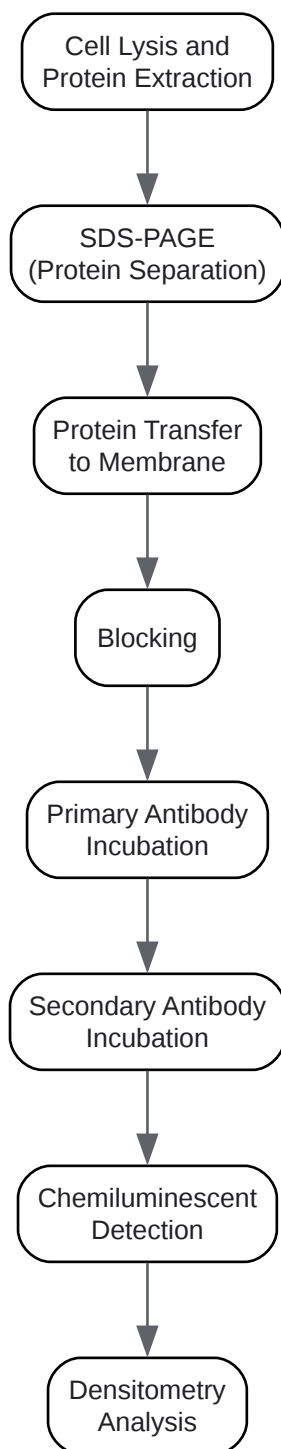 Cell Lysis and
Protein Extraction
SDS-PAGE
(Protein Separation)
Protein Transfer
to Membrane
Blocking
Primary Antibody
Incubation
Secondary Antibody
Incubation
Chemiluminescent
Detection
Densitometry
Analysis